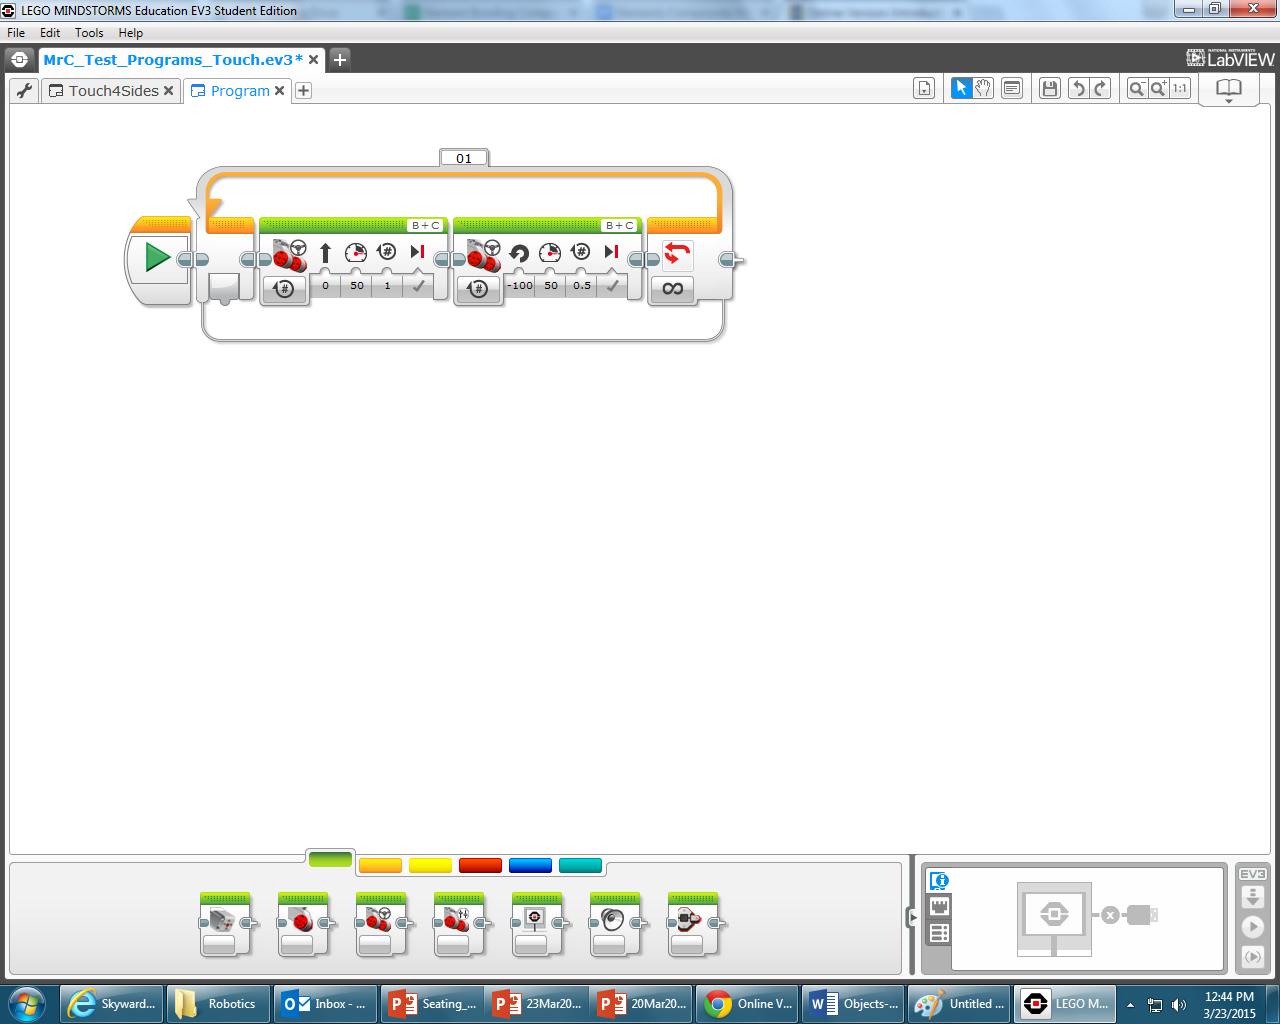 LEGO MINDSTORMS Education EV3 Student Edition
File Edit Tools Help
MrC_Test_Programs_Touch.ev3*
NATIONAL INSTRUMENTS
LabVIEW
Touch4Sides Program
1:1
01
B + C B + C
# #
# 0 50 1 # -100 50 0.5 ∞
EV3
Skyward... Robotics Inbox - ... Seating_... 23Mar20... 20Mar20... Online V... Objects-... Untitled ... LEGO M...
12:44 PM
3/23/2015